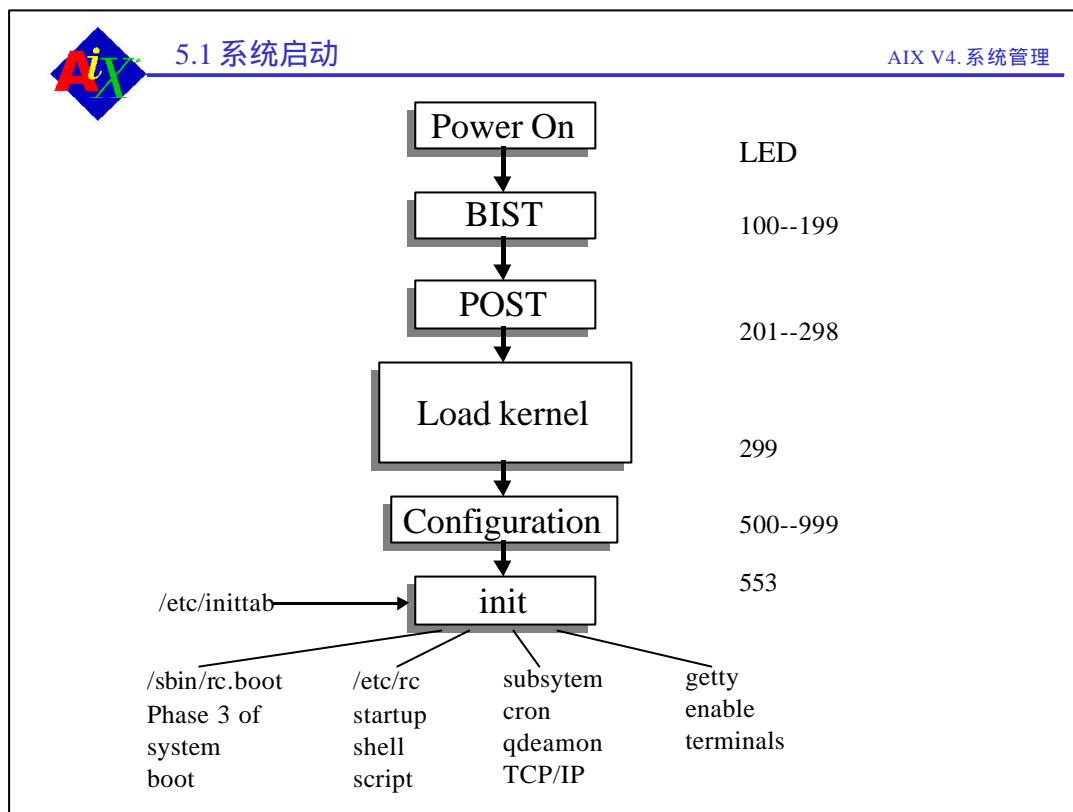 AiX
5.1 系统启动
AIX V4.系统管理
Power On
LED
BIST
100--199
POST
201--298
Load kernel
299
Configuration
500--999
553
/etc/inittab
init
/sbin/rc.boot
Phase 3 of
system
boot
/etc/rc
startup
shell
script
subsytem
cron
qdeamon
TCP/IP
getty
enable
terminals